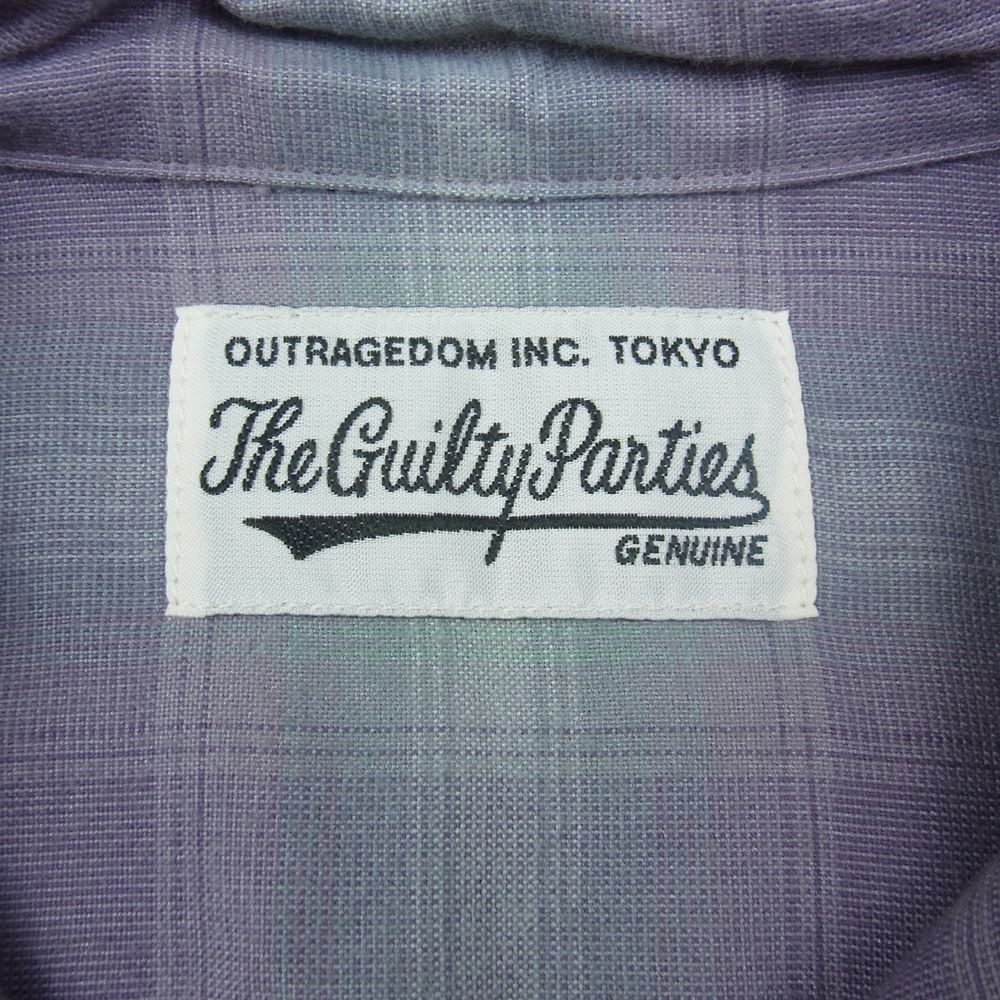 OUTRAGEDOM INC. TOKYO
The Guilty Parties
GENUINE